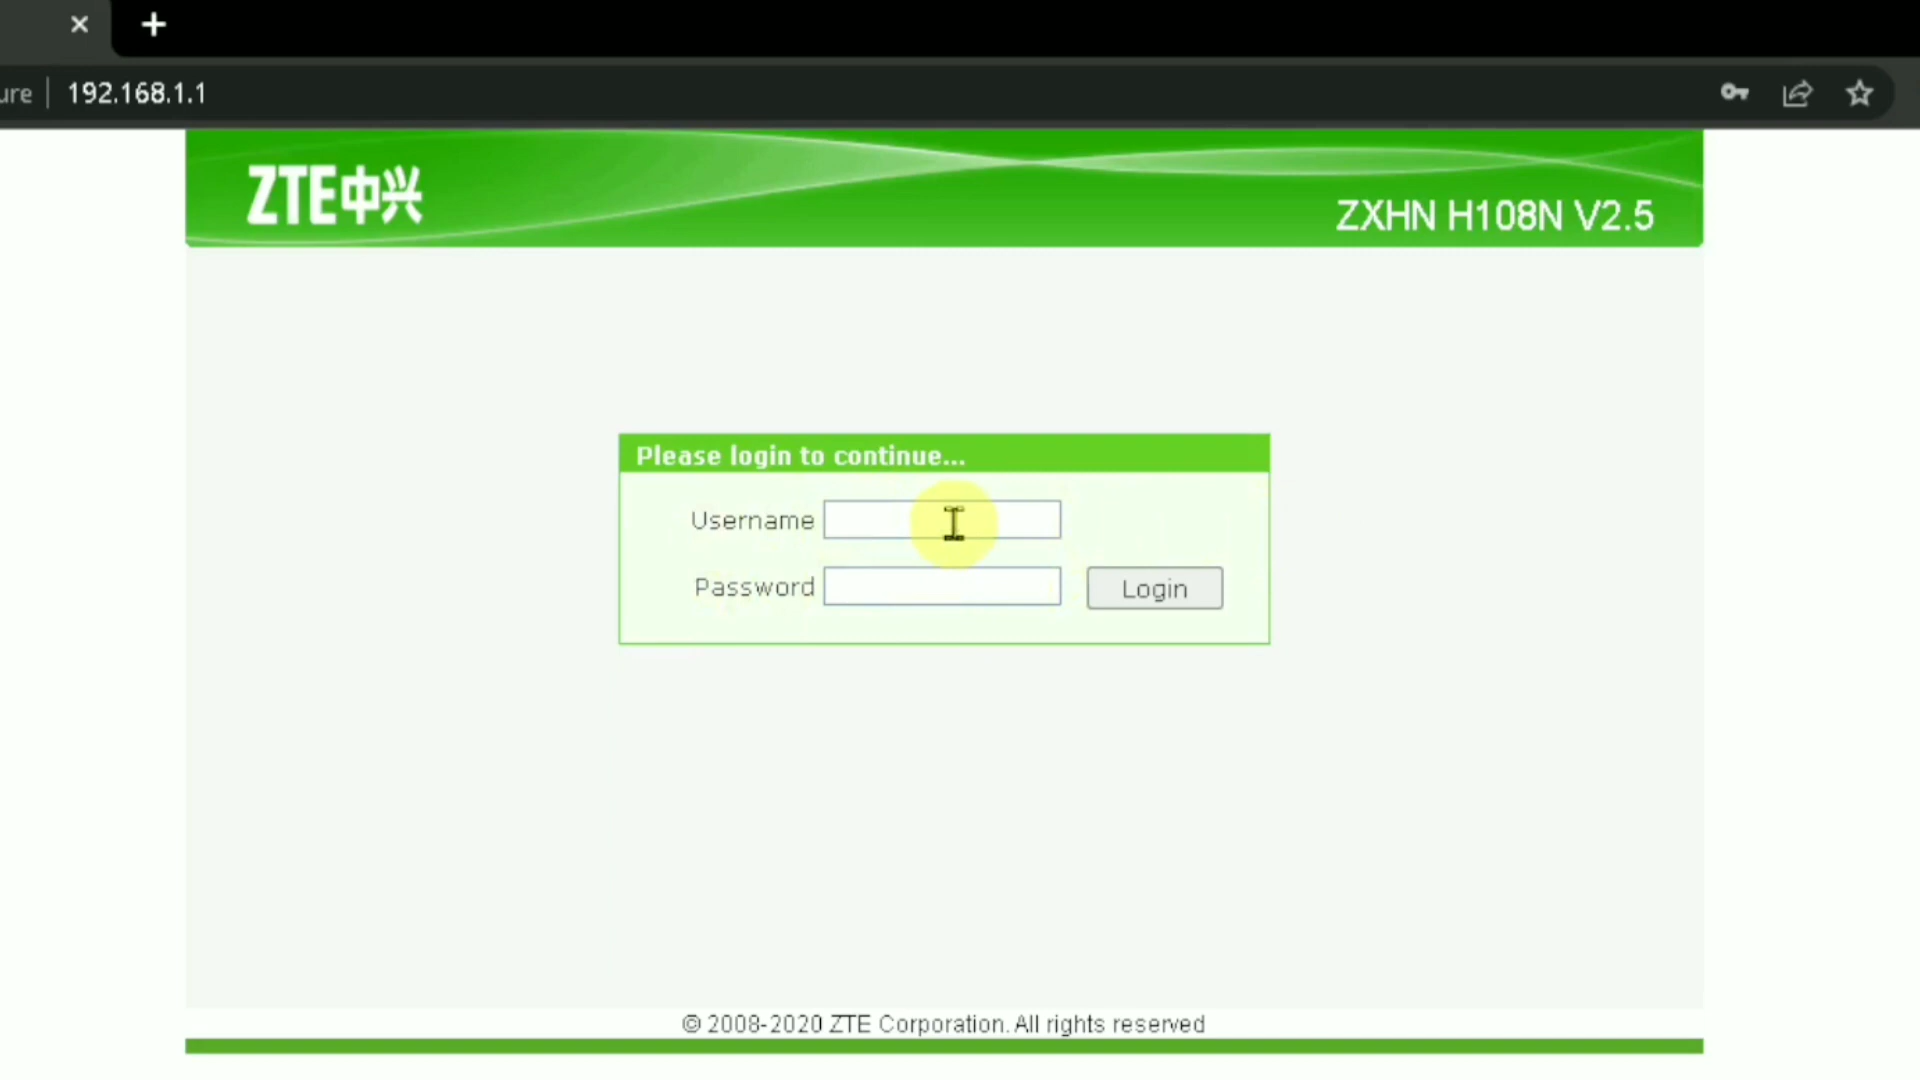 ure 192.168.1.1
ZTE中兴
ZXHN H108N V2.5
Please login to continue...
Username
Password
Login
© 2008-2020 ZTE Corporation. All rights reserved